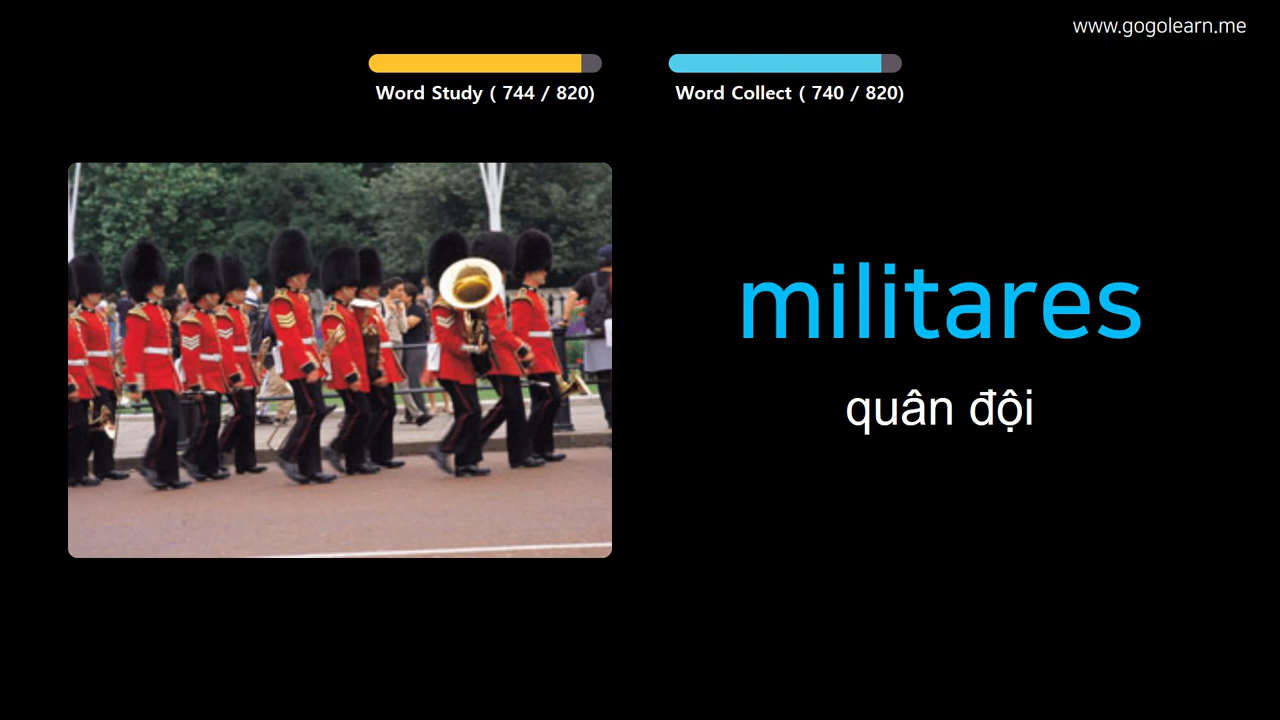 www.gogolearn.me
Word Study ( 744 / 820)
Word Collect ( 740 / 820)
militares
quân đội